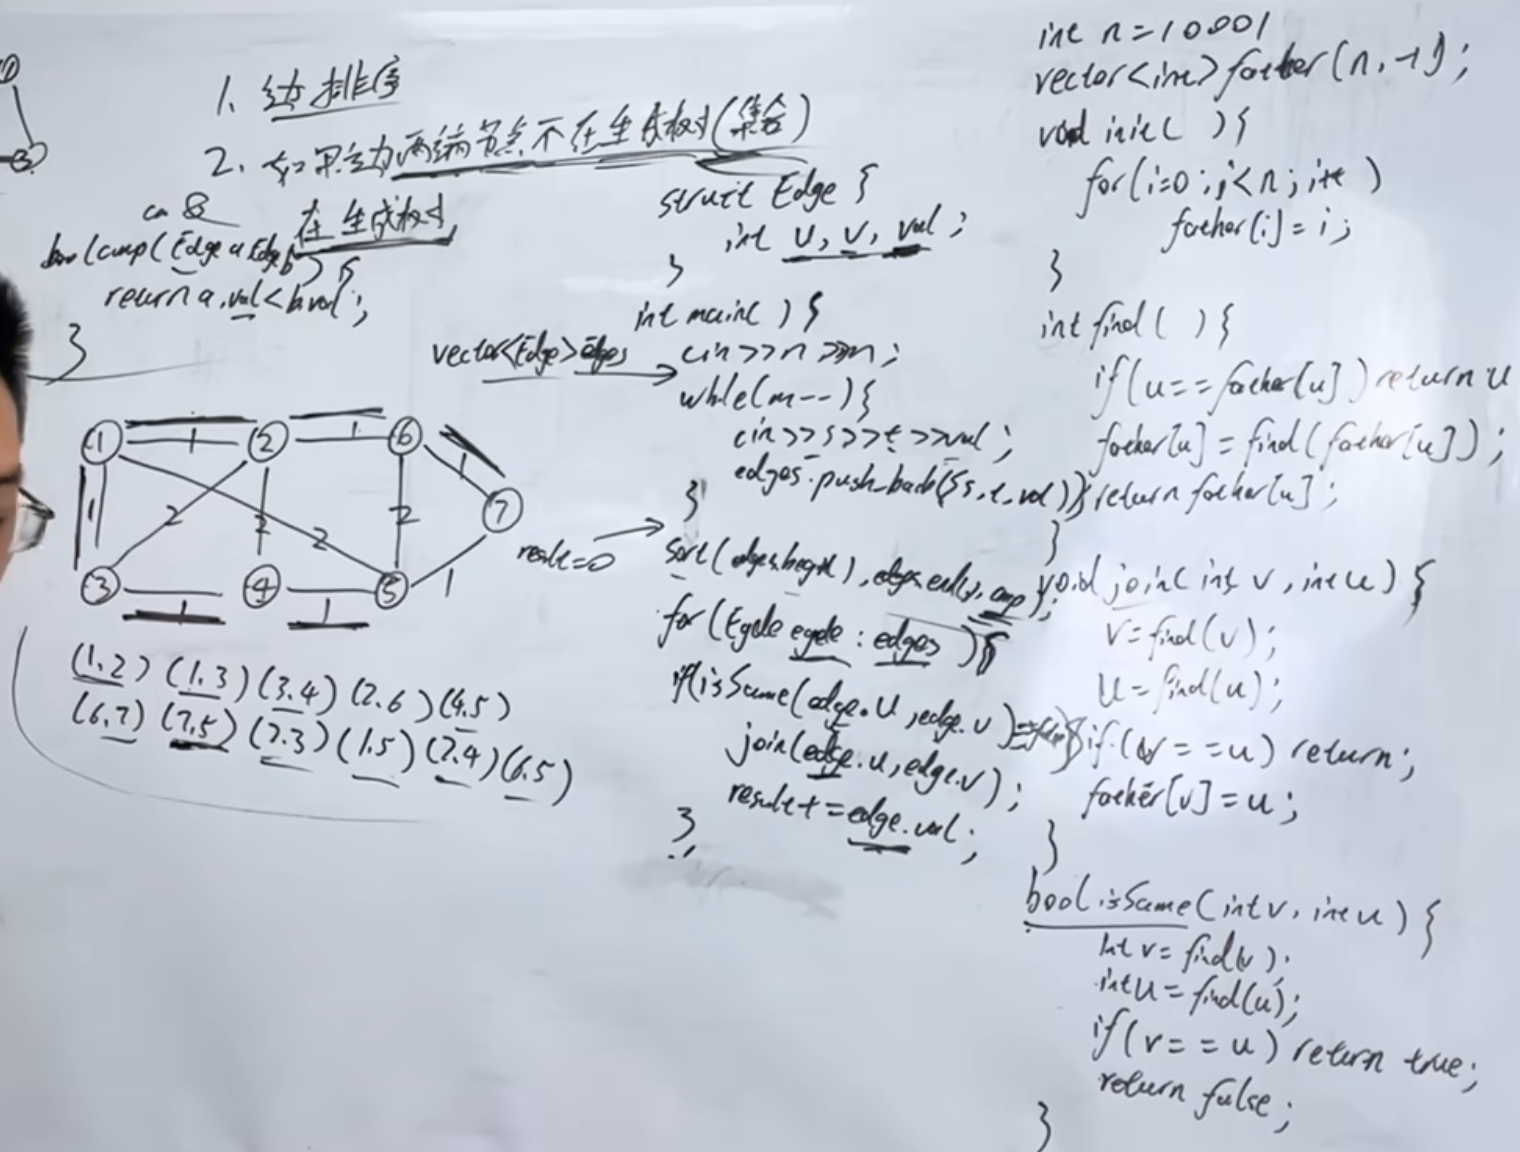 1、边排序
2、如果边两端节点不在生成树(集合)
在生成树
bool cmp(Edge a Edge b) {
return a.val < b.val;
}
1
2
6
7
3
4
5
1
1
1
1
2
2
2
2
1
1
1
(1.2) (1.3) (3.4) (2.6) (4.5)
(6.7) (7.5) (2.3) (1.5) (2.4) (6.5)
struct Edge {
int u, v, val;
}
int main( ) {
vector<Edge> edges
cin>>n>>m;
while(m--){
cin>>s>>t>>val;
edges.push_back({s,t,val});
}
result=0
sort(edges.begin(), edges.end(), cmp);
for (Egde egde : edges ){
if(isSame(edge.u, edge.v)
join(edge.u, edge.v);
result+=edge.val;
}
int n=10001
vector<int> father(n,-1);
void init( ){
for(i=0;i<n;i++ )
father[i]=i;
}
int find( ){
if(u==father[u])return u
father[u]=find(father[u]);
return father[u];
}
void join(int v, int u) {
v=find(v);
u=find(u);
if(v==u) return;
father[v]=u;
}
bool isSame(int v, int u) {
int v=find(v);
int u=find(u);
if(v==u) return true;
return false;
}